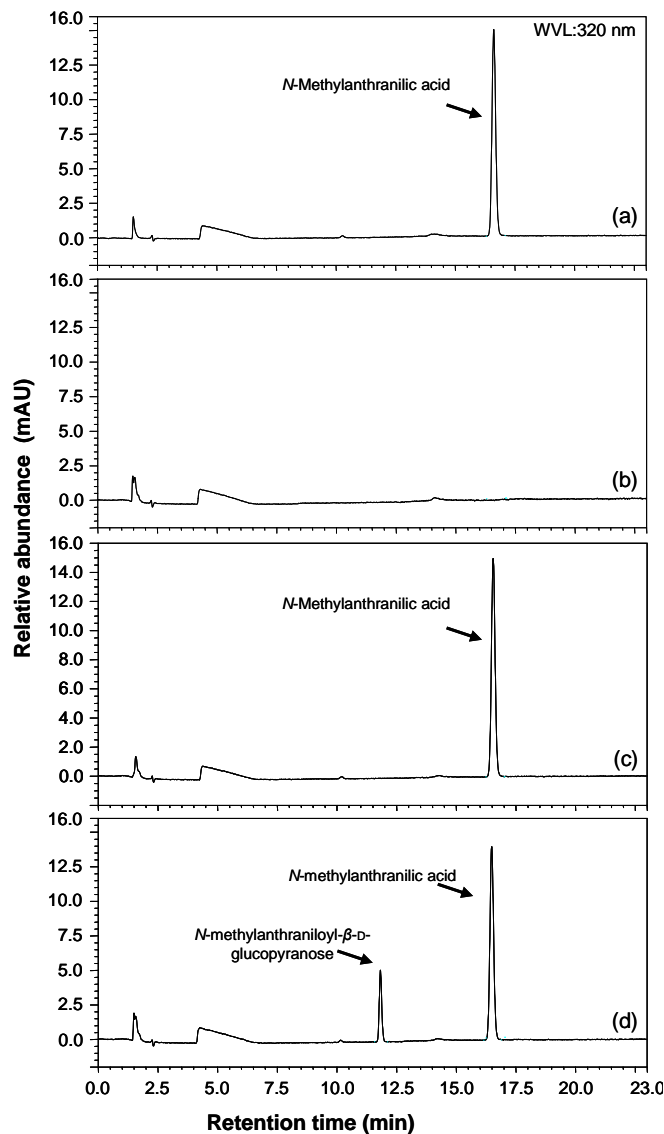 16.0
WVL:320 nm
12.5
N-Methylanthranilic acid
10.0
7.5
5.0
2.5
(a)
0.0
16.0
12.5
10.0
7.5
5.0
2.5
(b)
0.0
Relative abundance (mAU)
16.0
14.0
12.0
N-Methylanthranilic acid
10.0
8.0
6.0
4.0
2.0
(c)
0.0
16.0
12.5
N-methylanthranilic acid
10.0
7.5
N-methylanthraniloyl-β-D-
glucopyranose
5.0
2.5
(d)
0.0
0.0 2.5 5.0 7.5 10.0 12.5 15.0 17.5 20.0 23.0
Retention time (min)